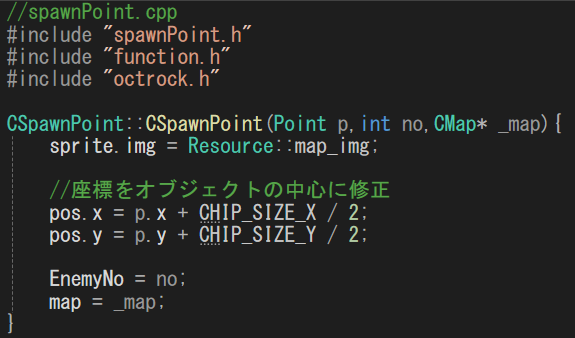 //spawnPoint.cpp
#include "spawnPoint.h"
#include "function.h"
#include "octrock.h"
CSpawnPoint::CSpawnPoint(Point p,int no,CMap* _map){
sprite.img = Resource::map_img;
//座標をオブジェクトの中心に修正
pos.x = p.x + CHIP_SIZE_X / 2;
pos.y = p.y + CHIP_SIZE_Y / 2;
EnemyNo = no;
map = _map;
}